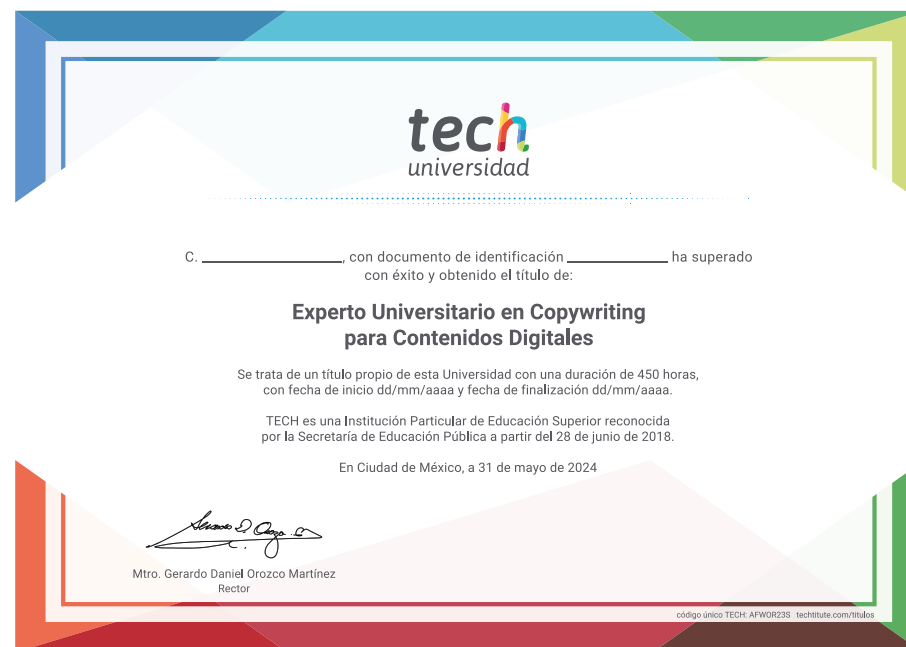 tech
universidad
C. ____________________, con documento de identificación ______________ ha superado
con éxito y obtenido el título de:
Experto Universitario en Copywriting
para Contenidos Digitales
Se trata de un título propio de esta Universidad con una duración de 450 horas,
con fecha de inicio dd/mm/aaaa y fecha de finalización dd/mm/aaaa.
TECH es una Institución Particular de Educación Superior reconocida
por la Secretaría de Educación Pública a partir del 28 de junio de 2018.
En Ciudad de México, a 31 de mayo de 2024
Mtro. Gerardo Daniel Orozco Martínez
Rector
código único TECH: AFWOR23S techtitute.com/titulos